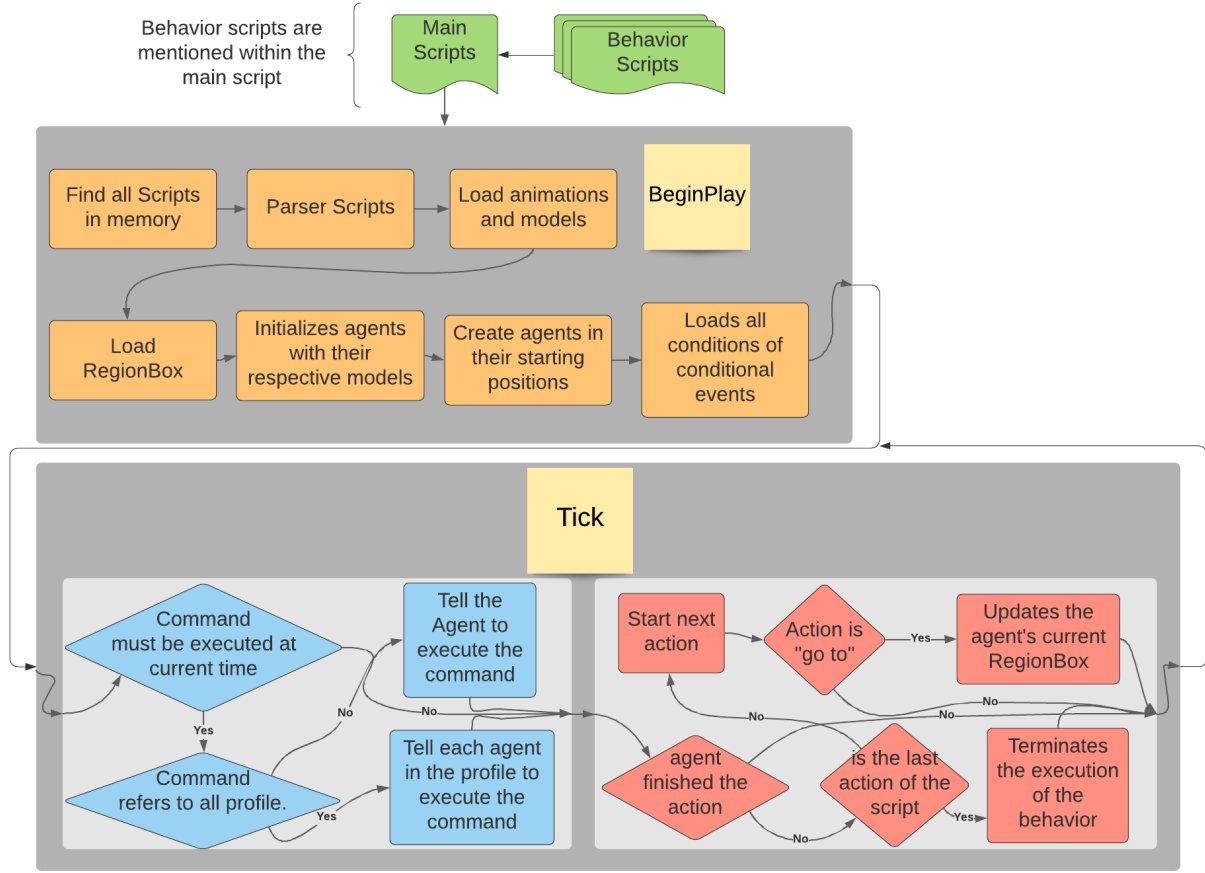 Behavior scripts are
mentioned within the
main script
Main
Scripts
Behavior
Scripts
BeginPlay
Find all Scripts
in memory
Parser Scripts
Load animations
and models
Load
RegionBox
Initializes agents
with their
respective models
Create agents in
their starting
positions
Loads all
conditions of
conditional
events
Tick
Command
must be executed at
current time
Yes
Command
refers to all profile.
No
No
Yes
Tell the
Agent to
execute the
command
Tell each agent
in the profile to
execute the
command
Start next
action
Action is
"go to"
Yes
Updates the
agent's current
RegionBox
No
No
No
agent
finished the
action
No
is the last
action of the
script
Yes
Terminates
the execution
of the
behavior